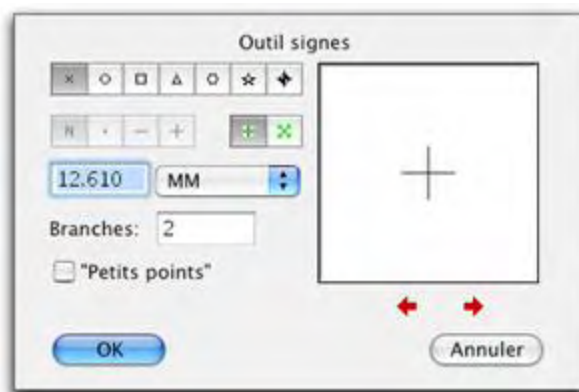 Outil signes
N
12.610 MM
Branches: 2
"Petits points"
OK Annuler